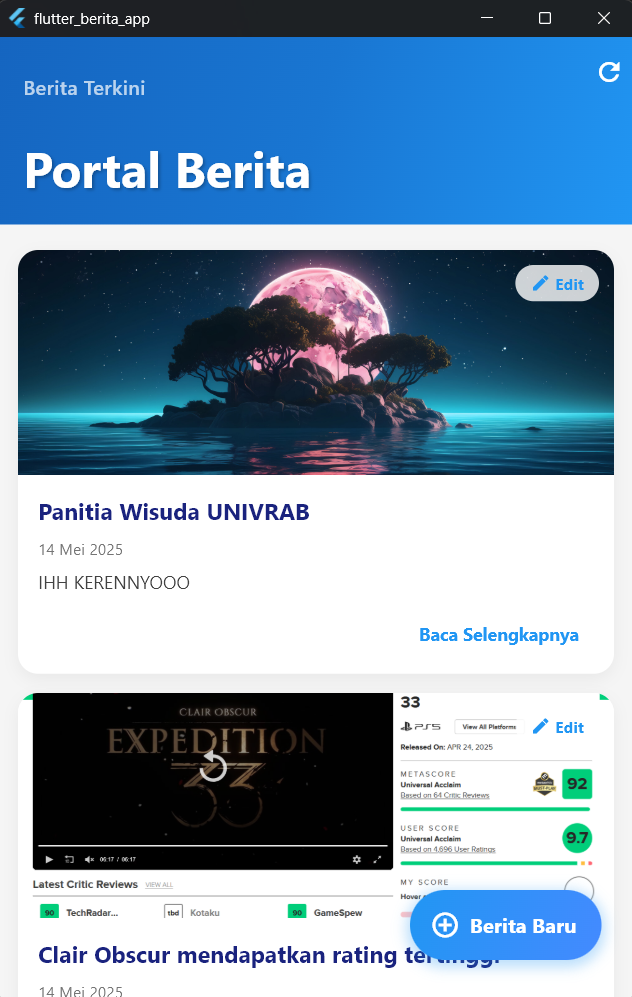 flutter_berita_app
Berita Terkini
Portal Berita
Edit
Panitia Wisuda UNIVRAB
14 Mei 2025
IHH KERENNYOOO
Baca Selengkapnya
CLAIR OBSCUR
EXPEDITION
33
06:17 / 06:17
33
PS5 View All Platforms
Edit
Released On: APR 24, 2025
METASCORE
Universal Acclaim
Based on 64 Critic Reviews
92
USER SCORE
Universal Acclaim
Based on 4,696 User Ratings
9.7
MY SCORE
Hover
Latest Critic Reviews VIEW ALL
90 TechRadar...
tbd Kotaku
90 GameSpew
Berita Baru
Clair Obscur mendapatkan rating tertinggi
14 Mei 2025